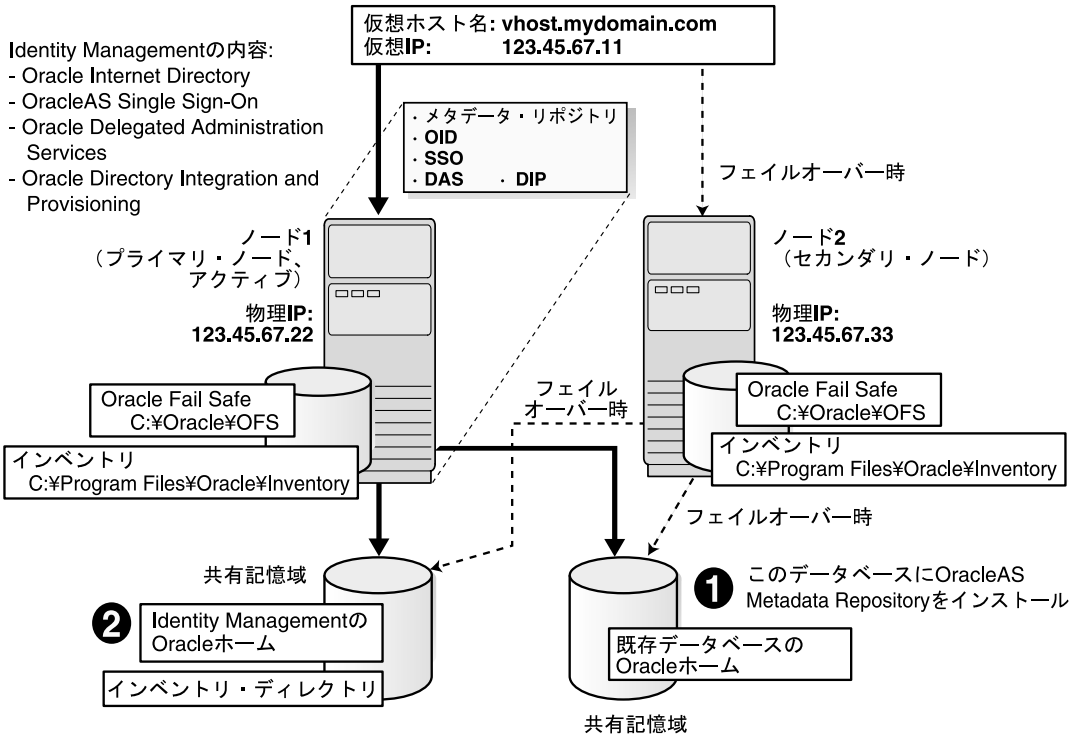 仮想ホスト名: vhost.mydomain.com
仮想IP: 123.45.67.11
Identity Managementの内容:
- Oracle Internet Directory
- OracleAS Single Sign-On
- Oracle Delegated Administration
Services
- Oracle Directory Integration and
Provisioning
・メタデータ・リポジトリ
・OID
・SSO
・DAS ・DIP
フェイルオーバー時
ノード1
（プライマリ・ノード、
アクティブ）
物理IP:
123.45.67.22
ノード2
（セカンダリ・ノード）
物理IP:
123.45.67.33
Oracle Fail Safe
C:¥Oracle¥OFS
インベントリ
C:¥Program Files¥Oracle¥Inventory
フェイル
オーバー時
Oracle Fail Safe
C:¥Oracle¥OFS
インベントリ
C:¥Program Files¥Oracle¥Inventory
フェイルオーバー時
共有記憶域
❷ Identity Managementの
Oracleホーム
インベントリ・ディレクトリ
❶ このデータベースにOracleAS
Metadata Repositoryをインストール
既存データベースの
Oracleホーム
共有記憶域